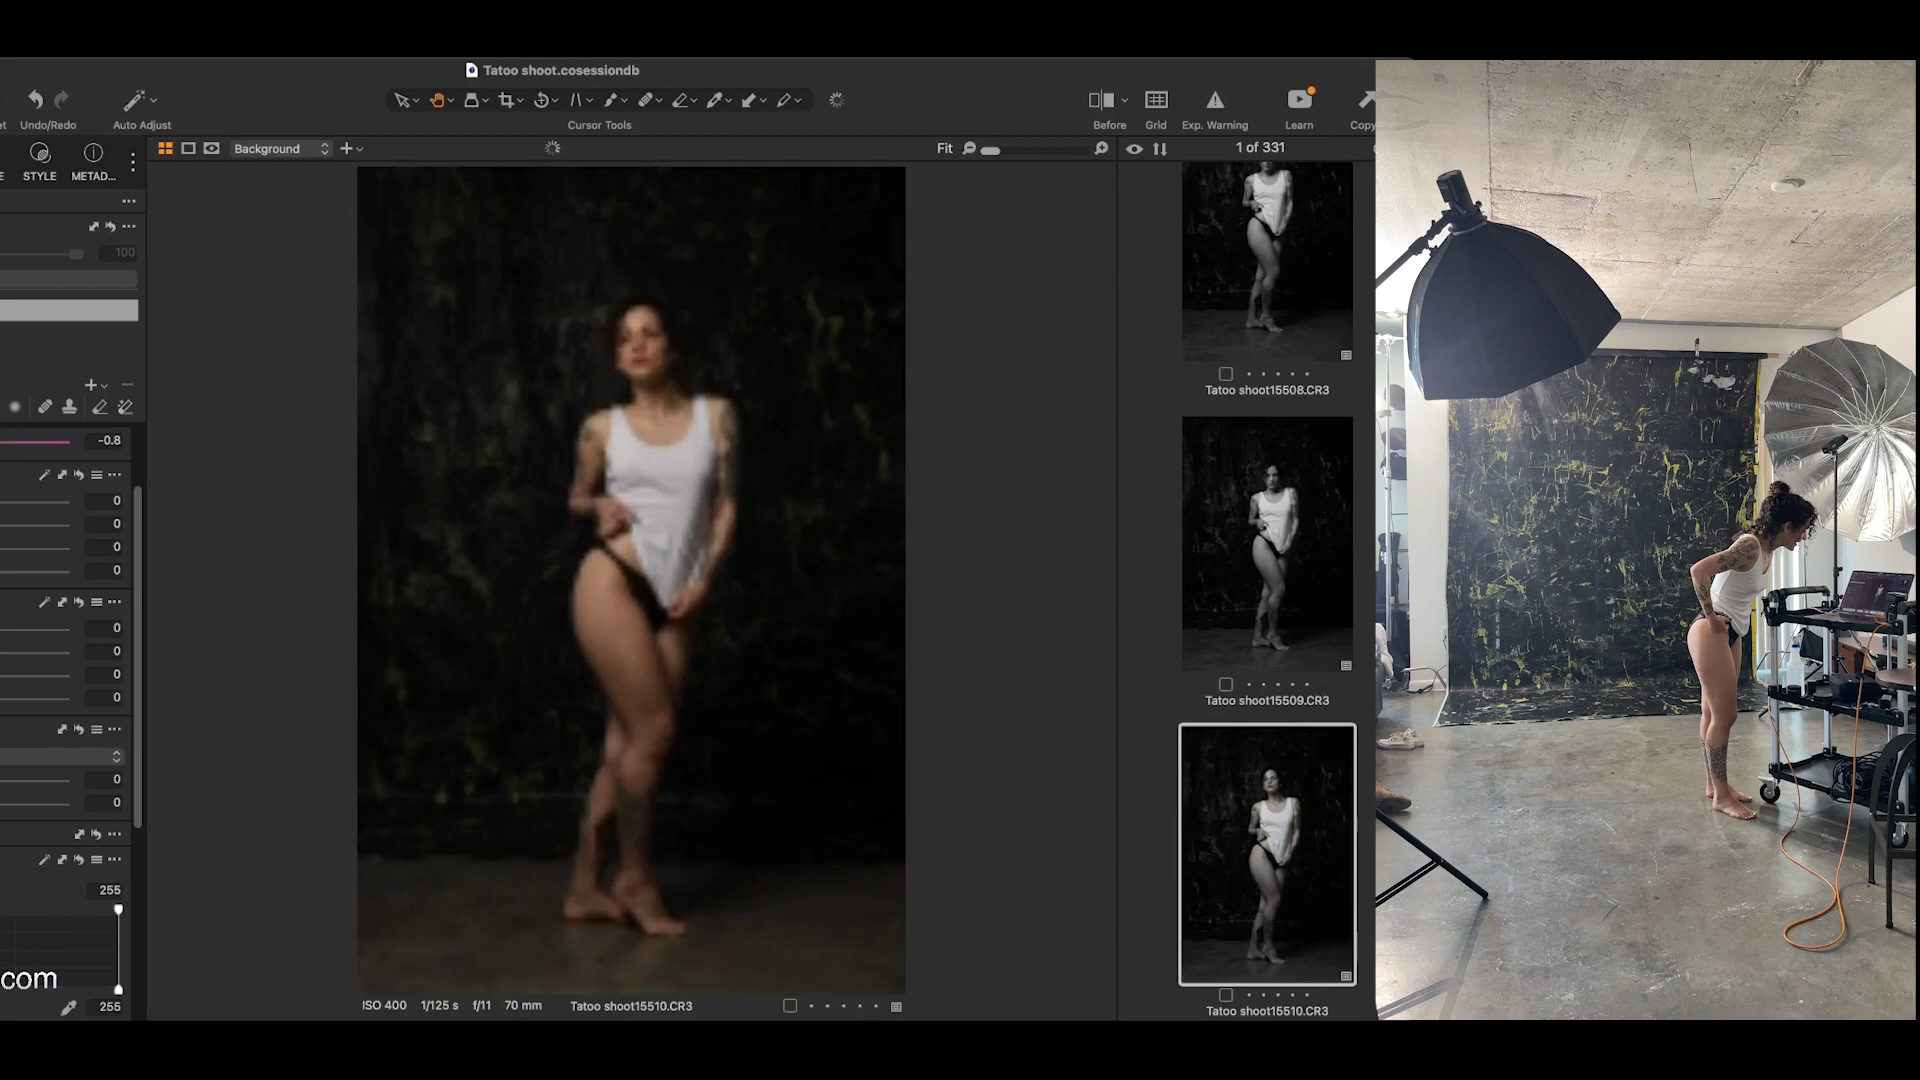 Tatoo shoot.cosessiondb
Undo/Redo
Auto Adjust
Cursor Tools
Before
Grid
Exp. Warning
Learn
Copy
STYLE
METAD...
Background
Fit
1 of 331
100
-0.8
0
0
0
0
0
0
0
0
0
0
255
com
255
Tatoo shoot15508.CR3
Tatoo shoot15509.CR3
Tatoo shoot15510.CR3
ISO 400
1/125 s
f/11
70 mm
Tatoo shoot15510.CR3